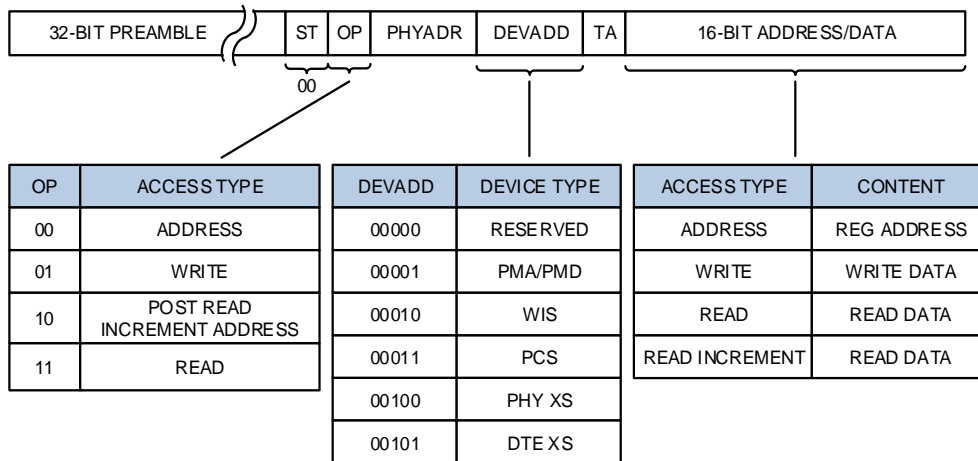 32-BIT PREAMBLE ST OP PHYADR DEVADD TA 16-BIT ADDRESS/DATA
00
OP ACCESS TYPE
00 ADDRESS
01 WRITE
10 POST READ
INCREMENT ADDRESS
11 READ
DEVADD DEVICE TYPE
00000 RESERVED
00001 PMA/PMD
00010 WIS
00011 PCS
00100 PHY XS
00101 DTE XS
ACCESS TYPE CONTENT
ADDRESS REG ADDRESS
WRITE WRITE DATA
READ READ DATA
READ INCREMENT READ DATA